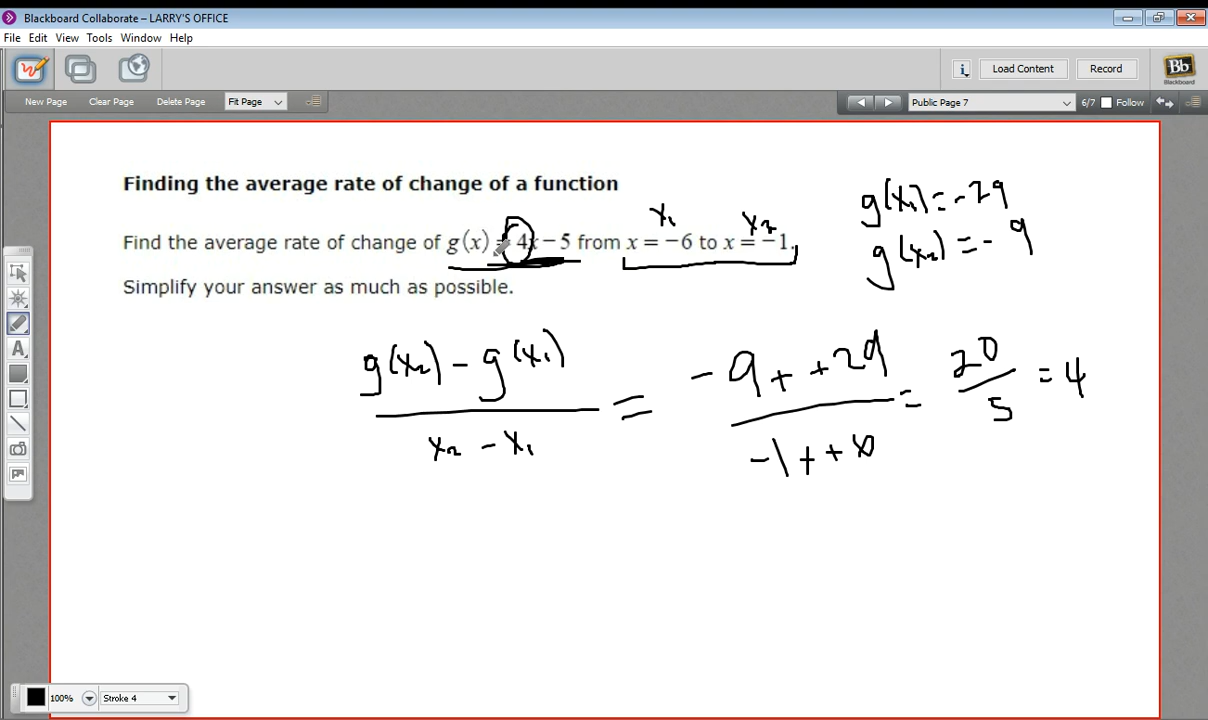 Blackboard Collaborate – LARRY'S OFFICE
File Edit View Tools Window Help
i Load Content Record Bb Blackboard
New Page Clear Page Delete Page Fit Page Public Page 7 6/7 Follow
Finding the average rate of change of a function
Find the average rate of change of g(x) = 4x − 5 from x = −6 to x = −1.
x₁ x₂
Simplify your answer as much as possible.
g(x₁) = -29
g(x₂) = - 9
g(x₂) - g(x₁) / x₂ - x₁ = -9 + +29 / -1 + +6 = 20 / 5 = 4
A
100% Stroke 4